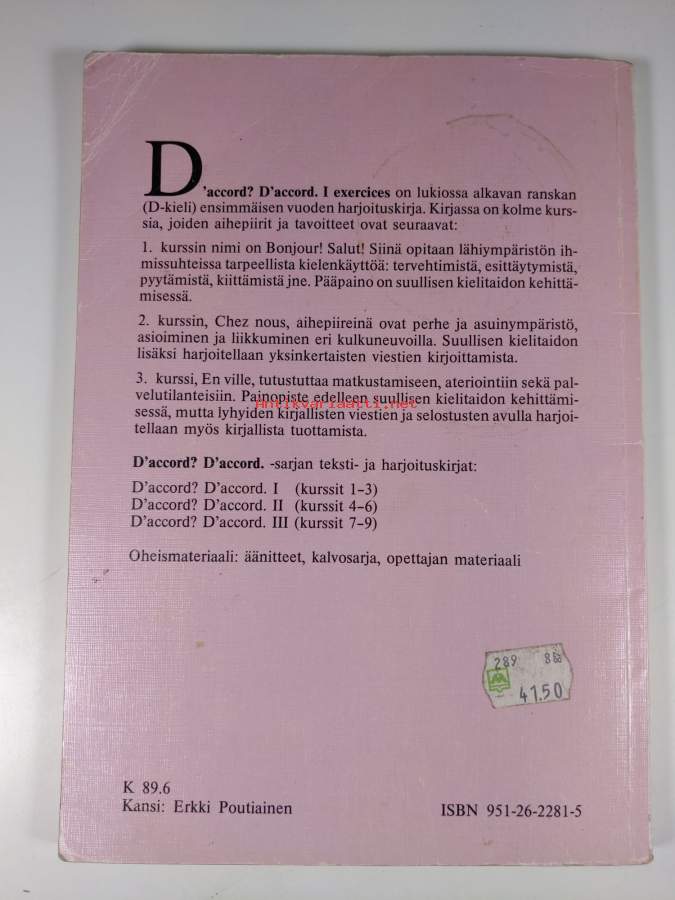 D'accord? D'accord. I exercices on lukiossa alkavan ranskan
(D-kieli) ensimmäisen vuoden harjoituskirja. Kirjassa on kolme kurs-
sia, joiden aihepiirit ja tavoitteet ovat seuraavat:
1. kurssin nimi on Bonjour! Salut! Siinä opitaan lähiympäristön ih-
missuhteissa tarpeellista kielenkäyttöä: tervehtimistä, esittäytymistä,
pyytämistä, kiittämistä jne. Pääpaino on suullisen kielitaidon kehittä-
misessä.
2. kurssin, Chez nous, aihepiireinä ovat perhe ja asuinympäristö,
asioiminen ja liikkuminen eri kulkuneuvoilla. Suullisen kielitaidon
lisäksi harjoitellaan yksinkertaisten viestien kirjoittamista.
3. kurssi, En ville, tutustuttaa matkustamiseen, ateriointiin sekä pal-
velutilanteisiin. Painopiste edelleen suullisen kielitaidon kehittämi-
sessä, mutta lyhyiden kirjallisten viestien ja selostusten avulla harjoi-
tellaan myös kirjallista tuottamista.
Antikvariaatti.net
D'accord? D'accord. -sarjan teksti- ja harjoituskirjat:
D'accord? D'accord. I (kurssit 1-3)
D'accord? D'accord. II (kurssit 4-6)
D'accord? D'accord. III (kurssit 7-9)
Oheismateriaali: äänitteet, kalvosarja, opettajan materiaali
289
41.50
K 89.6
Kansi: Erkki Poutiainen
ISBN 951-26-2281-5